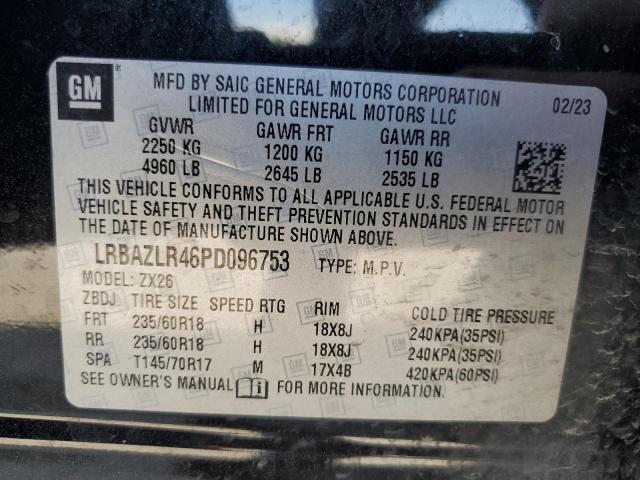 GM
®
MFD BY SAIC GENERAL MOTORS CORPORATION 02/23
LIMITED FOR GENERAL MOTORS LLC
GVWR GAWR FRT GAWR RR
2250 KG 1200 KG 1150 KG
4960 LB 2645 LB 2535 LB
THIS VEHICLE CONFORMS TO ALL APPLICABLE U.S. FEDERAL MOTOR
VEHICLE SAFETY AND THEFT PREVENTION STANDARDS IN EFFECT ON
THE DATE OF MANUFACTURE SHOWN ABOVE.
LRBAZLR46PD096753 TYPE: M.P.V.
MODEL: ZX26
ZBDJ TIRE SIZE SPEED RTG RIM COLD TIRE PRESSURE
FRT 235/60R18 H 18X8J 240KPA(35PSI)
RR 235/60R18 H 18X8J 240KPA(35PSI)
SPA T145/70R17 M 17X4B 420KPA(60PSI)
SEE OWNER'S MANUAL FOR MORE INFORMATION.